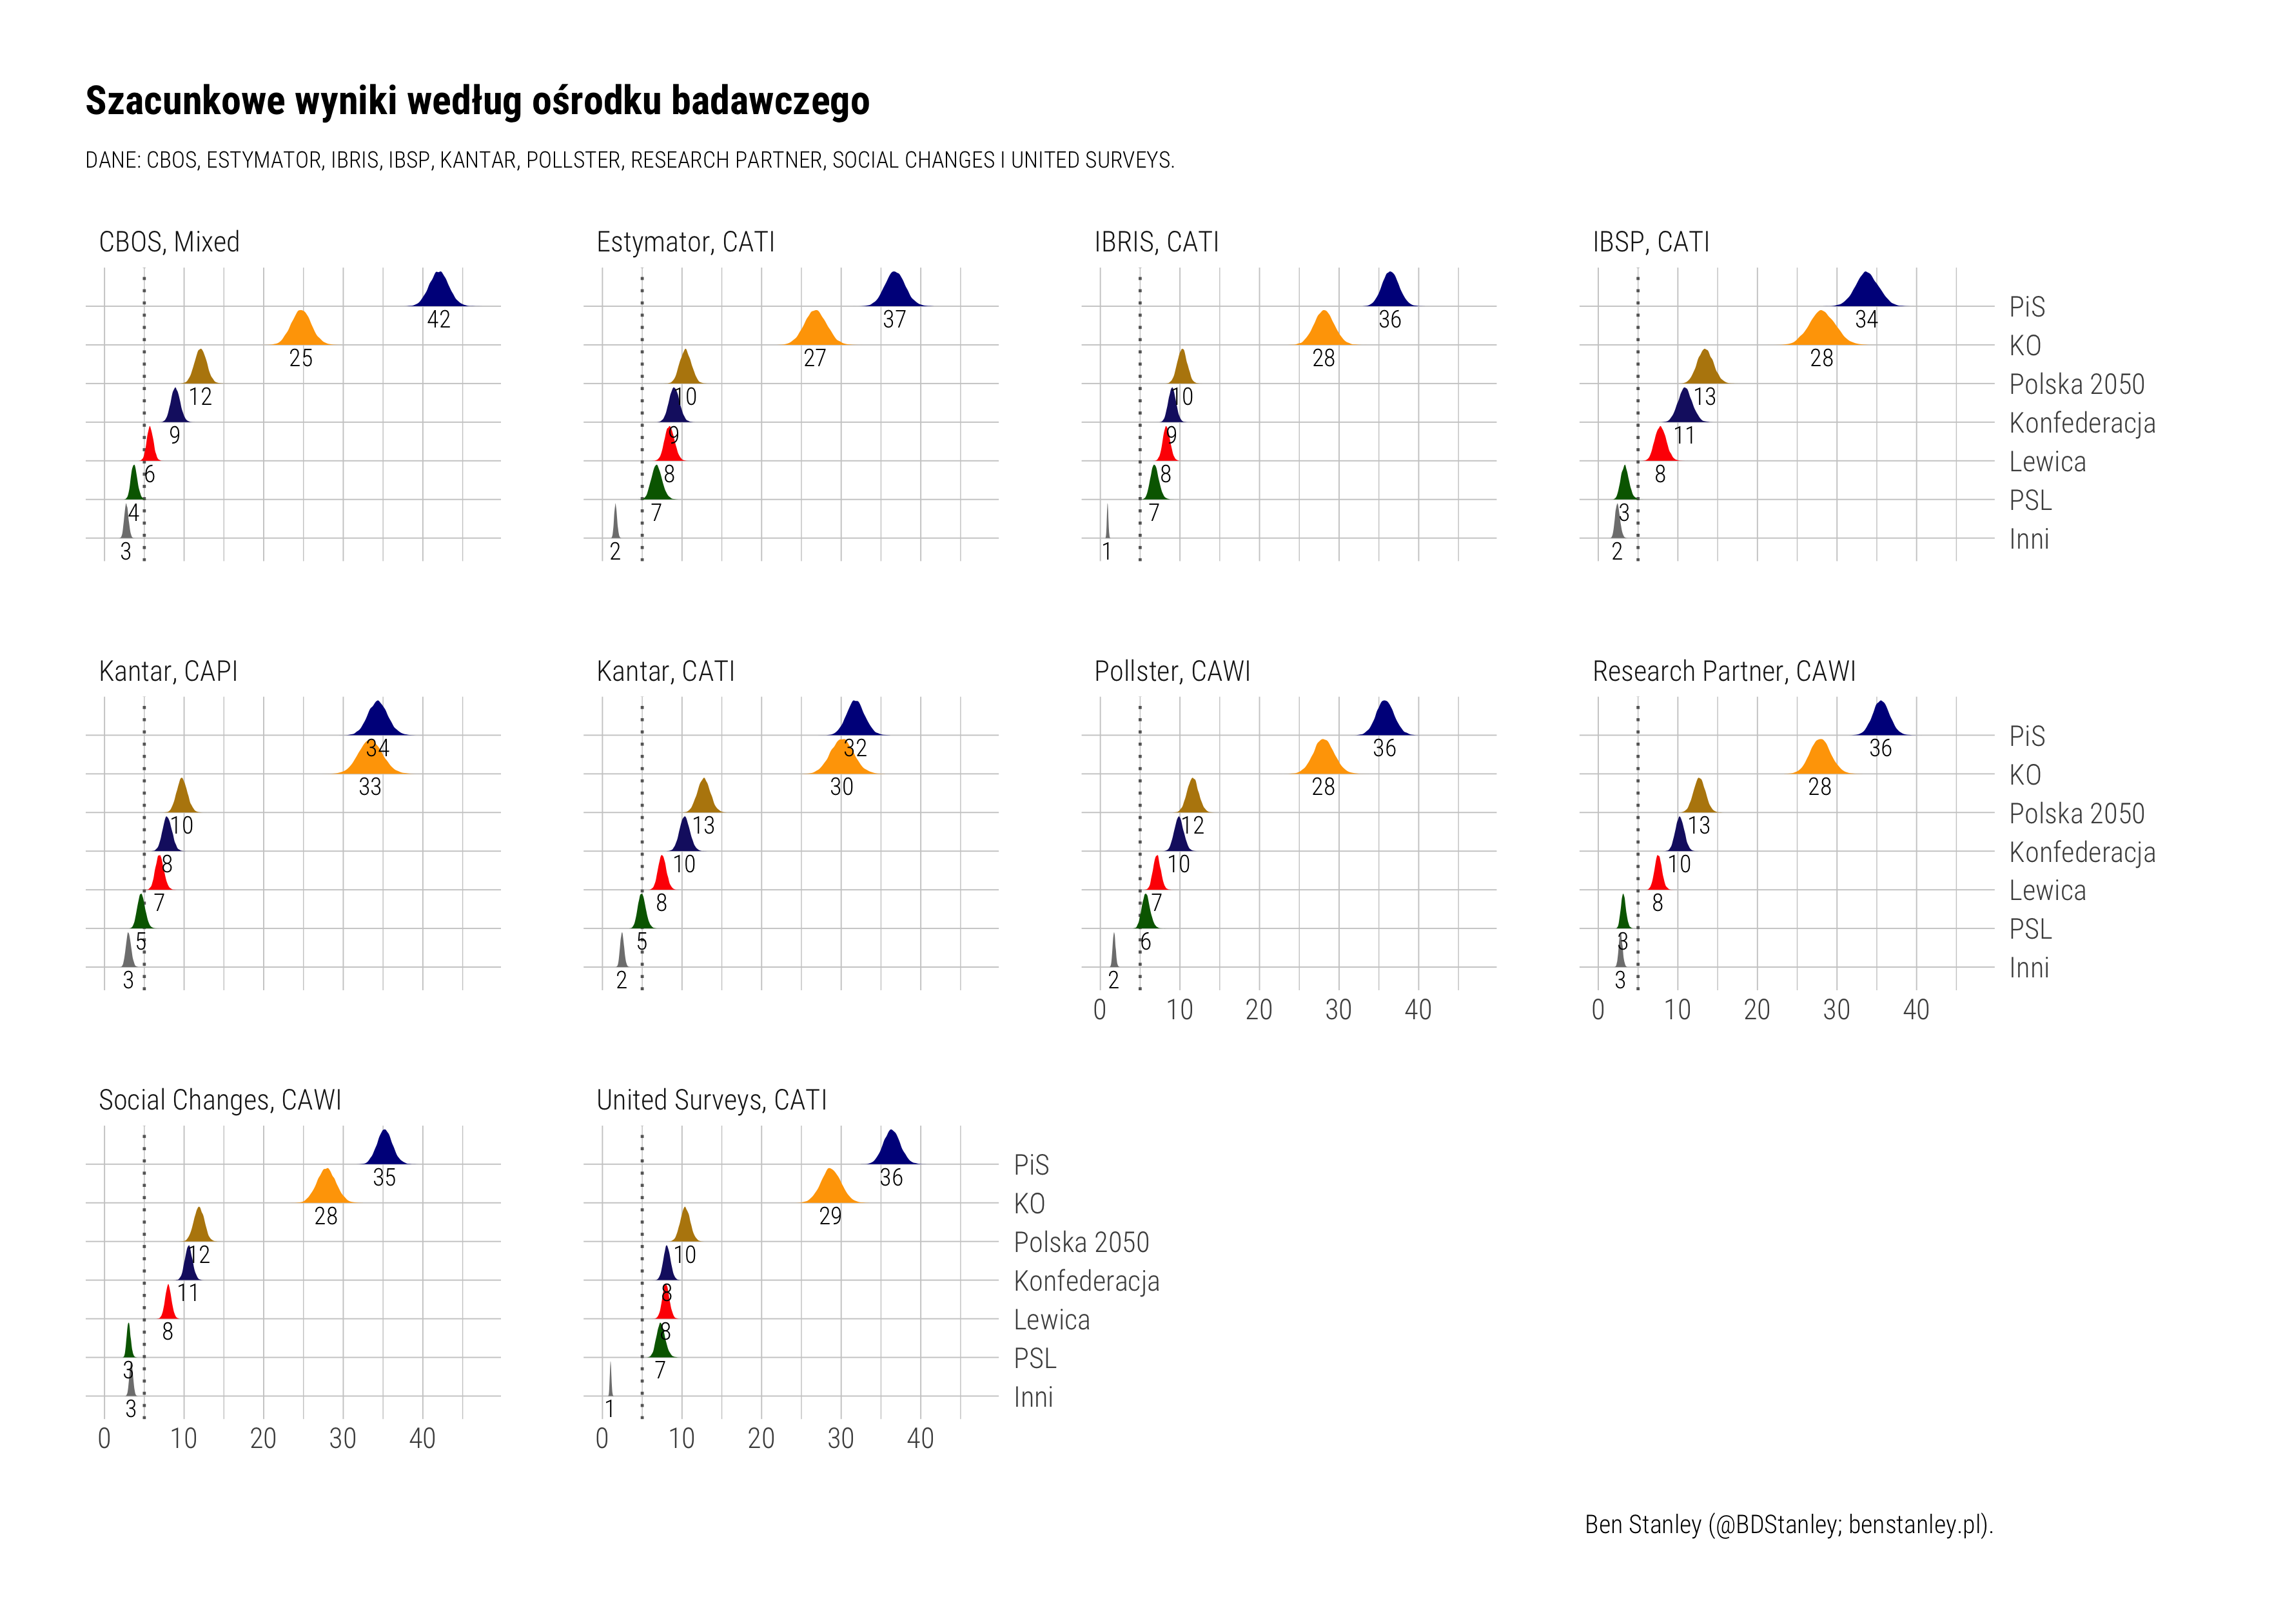 Szacunkowe wyniki według ośrodku badawczego
DANE: CBOS, ESTYMATOR, IBRIS, IBSP, KANTAR, POLLSTER, RESEARCH PARTNER, SOCIAL CHANGES I UNITED SURVEYS.
CBOS, Mixed
42
25
12
9
6
4
3
Estymator, CATI
37
27
10
9
8
7
2
IBRIS, CATI
36
28
10
9
8
7
1
IBSP, CATI
34
28
13
11
8
3
2
PiS
KO
Polska 2050
Konfederacja
Lewica
PSL
Inni
Kantar, CAPI
34
33
10
8
7
5
3
Kantar, CATI
32
30
13
10
8
5
2
Pollster, CAWI
36
28
12
10
7
6
2
0 10 20 30 40
Research Partner, CAWI
36
28
13
10
8
3
3
0 10 20 30 40
PiS
KO
Polska 2050
Konfederacja
Lewica
PSL
Inni
Social Changes, CAWI
35
28
12
11
8
3
3
0 10 20 30 40
United Surveys, CATI
36
29
10
8
8
7
1
0 10 20 30 40
PiS
KO
Polska 2050
Konfederacja
Lewica
PSL
Inni
Ben Stanley (@BDStanley; benstanley.pl).